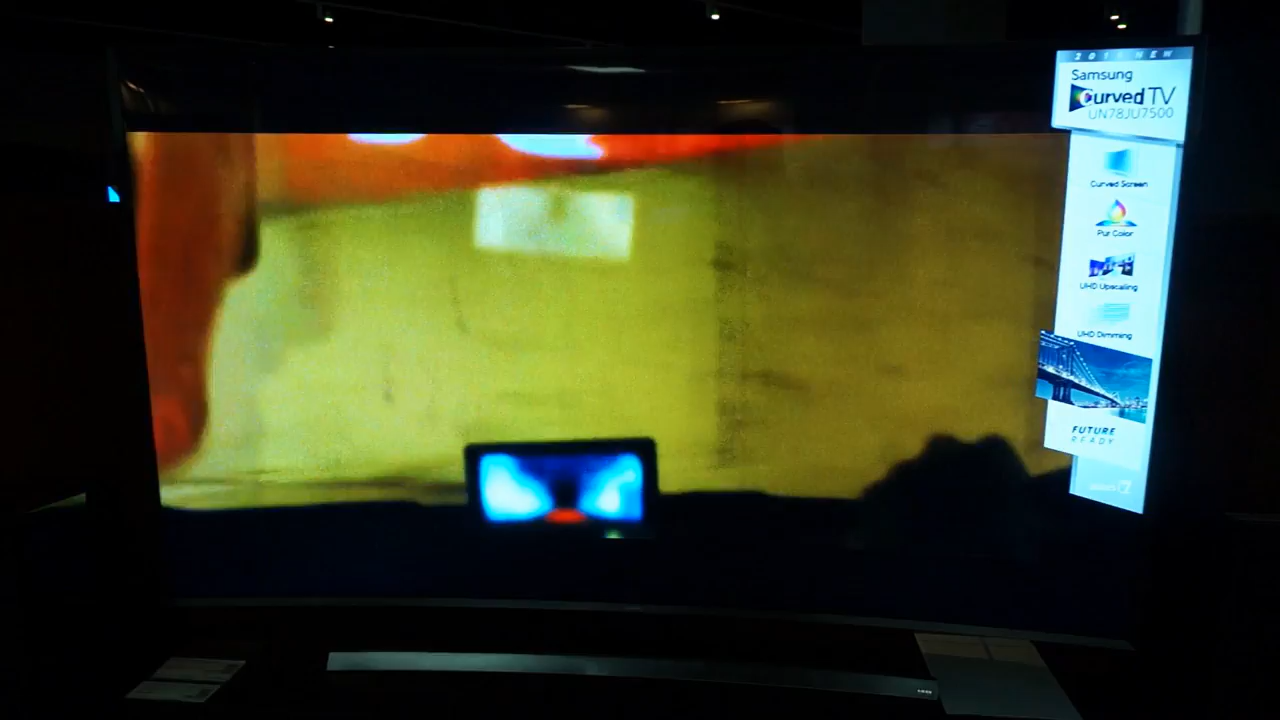 Samsung
Curved TV
UN78JU7500
Curved Screen
Pur Color
UHD Upscaling
UHD Dimming
FUTURE
READY